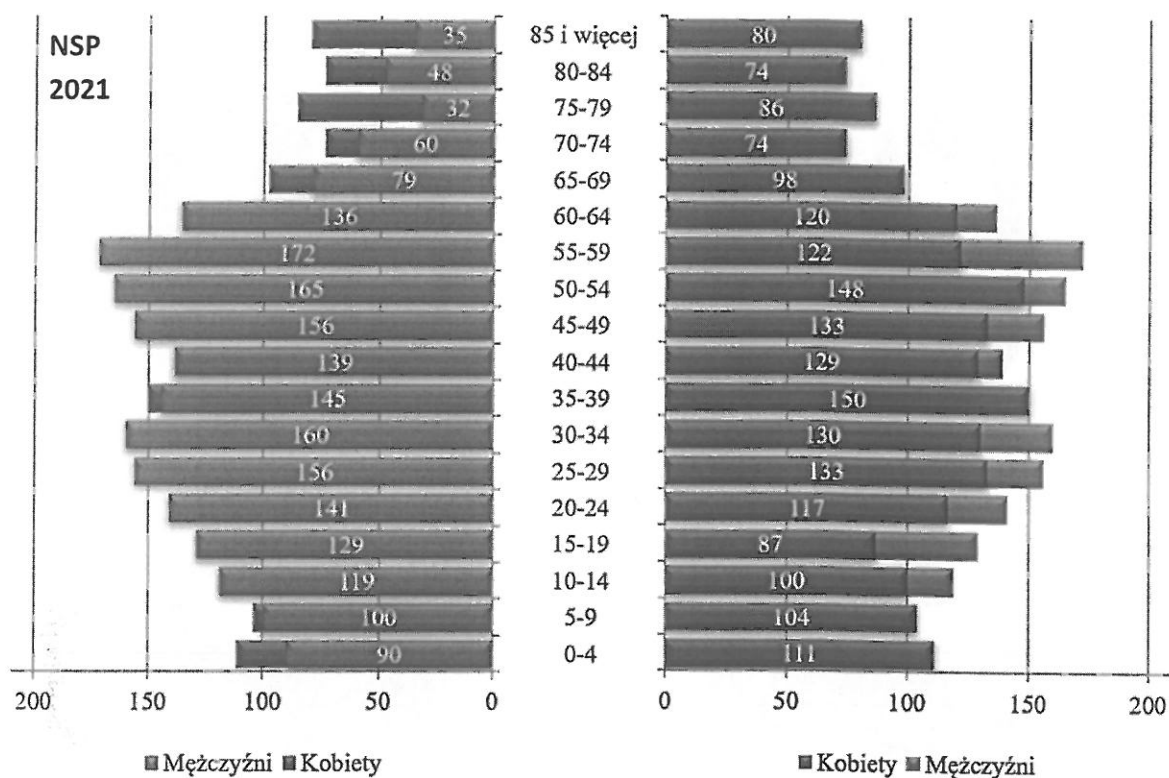 NSP
2021
35 85 i więcej 80
48 80-84 74
32 75-79 86
60 70-74 74
79 65-69 98
136 60-64 120
172 55-59 122
165 50-54 148
156 45-49 133
139 40-44 129
145 35-39 150
160 30-34 130
156 25-29 133
141 20-24 117
129 15-19 87
119 10-14 100
100 5-9 104
90 0-4 111
200 150 100 50 0 0 50 100 150 200
Mężczyźni Kobiety Kobiety Mężczyźni